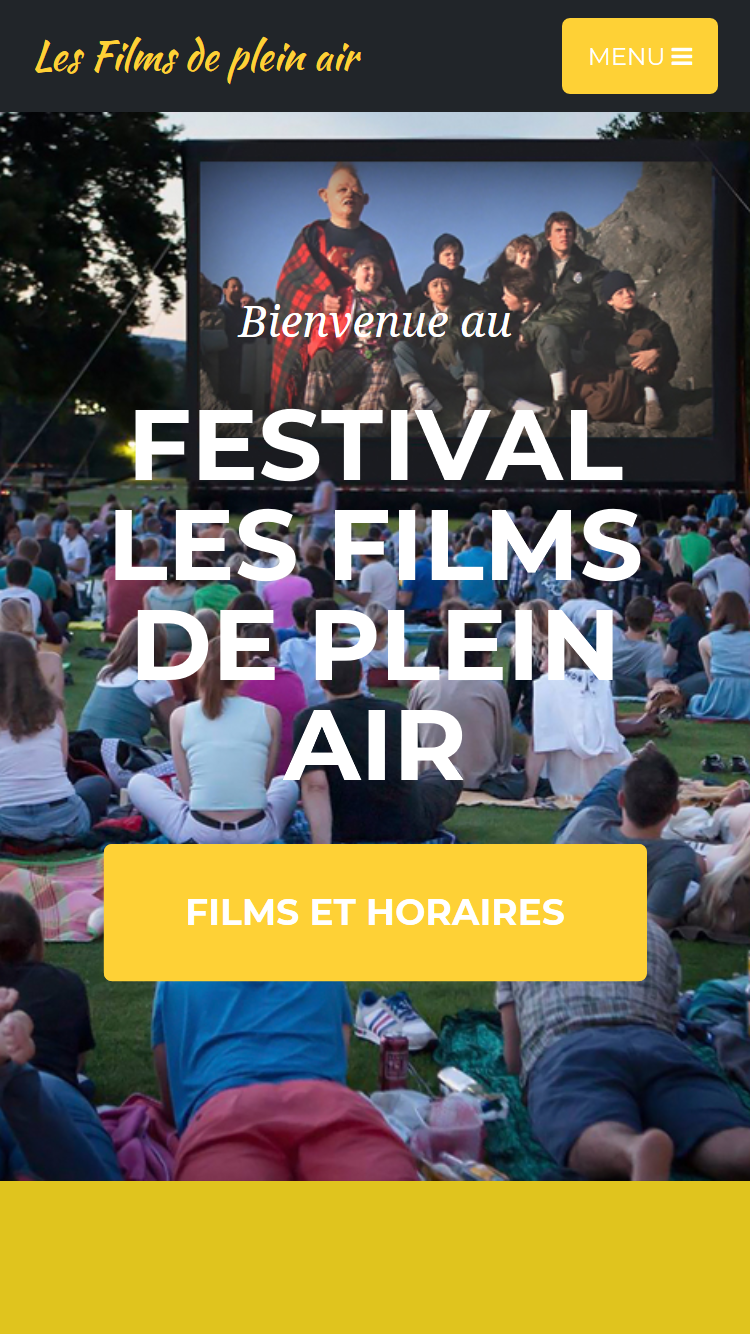 Les Films de plein air
MENU
Bienvenue au
FESTIVAL
LES FILMS
DE PLEIN
AIR
FILMS ET HORAIRES